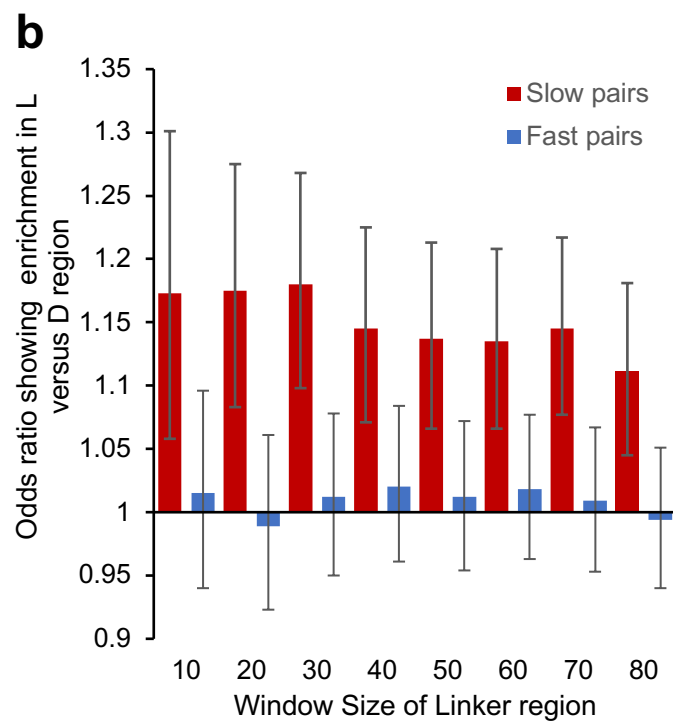 b
Odds ratio showing enrichment in L
versus D region
1.35
1.3
1.25
1.2
1.15
1.1
1.05
1
0.95
0.9
Slow pairs
Fast pairs
10 20 30 40 50 60 70 80
Window Size of Linker region